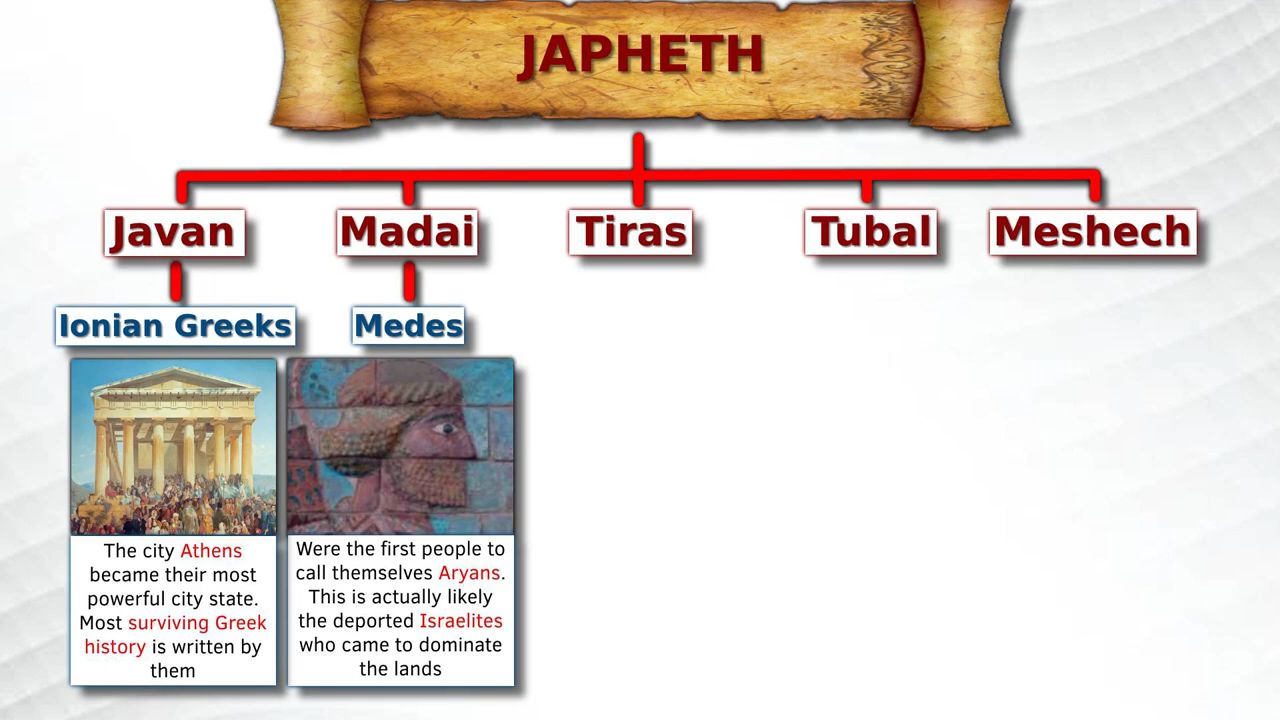 JAPHETH
Javan
Madai
Tiras
Tubal
Meshech
Ionian Greeks
Medes
The city Athens
became their most
powerful city state.
Most surviving Greek
history is written by
them
Were the first people to
call themselves Aryans.
This is actually likely
the deported Israelites
who came to dominate
the lands